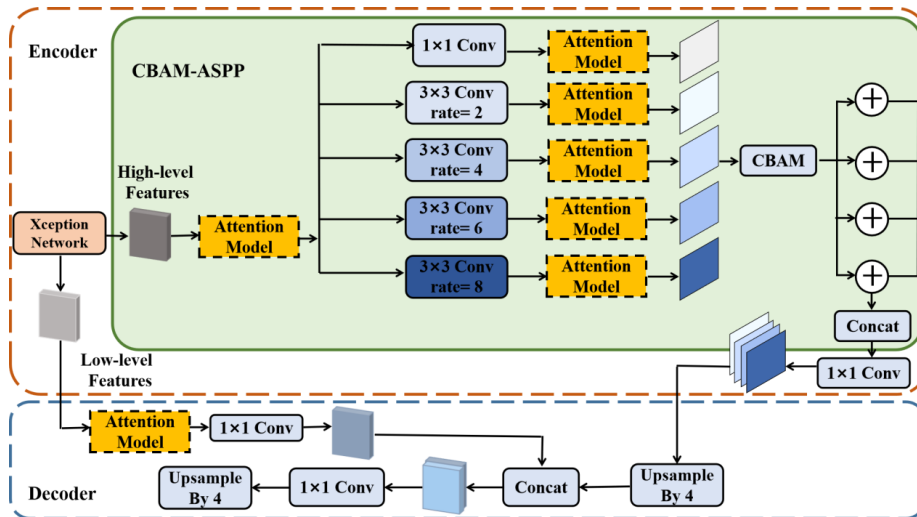 Encoder
CBAM-ASPP
1×1 Conv
Attention
Model
3×3 Conv
rate= 2
Attention
Model
3×3 Conv
rate= 4
Attention
Model
CBAM
High-level
Features
Xception
Network
Attention
Model
3×3 Conv
rate= 6
Attention
Model
3×3 Conv
rate= 8
Attention
Model
Concat
1×1 Conv
Low-level
Features
Attention
Model
1×1 Conv
Decoder
Upsample
By 4
1×1 Conv
Concat
Upsample
By 4